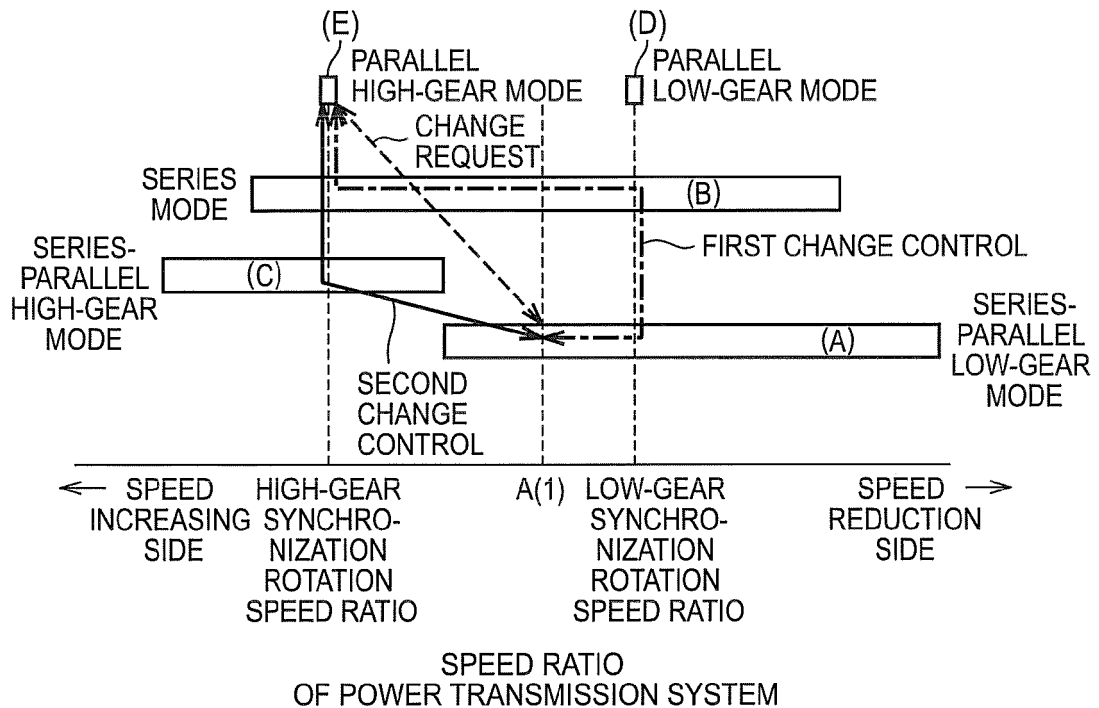 (E)
(D)
PARALLEL
HIGH-GEAR MODE
PARALLEL
LOW-GEAR MODE
CHANGE
REQUEST
SERIES
MODE
(B)
FIRST CHANGE CONTROL
SERIES-
PARALLEL
HIGH-GEAR
MODE
(C)
(A)
SERIES-
PARALLEL
LOW-GEAR
MODE
SECOND
CHANGE
CONTROL
SPEED
INCREASING
SIDE
HIGH-GEAR
SYNCHRO-
NIZATION
ROTATION
SPEED RATIO
A(1)
LOW-GEAR
SYNCHRO-
NIZATION
ROTATION
SPEED RATIO
SPEED
REDUCTION
SIDE
SPEED RATIO
OF POWER TRANSMISSION SYSTEM